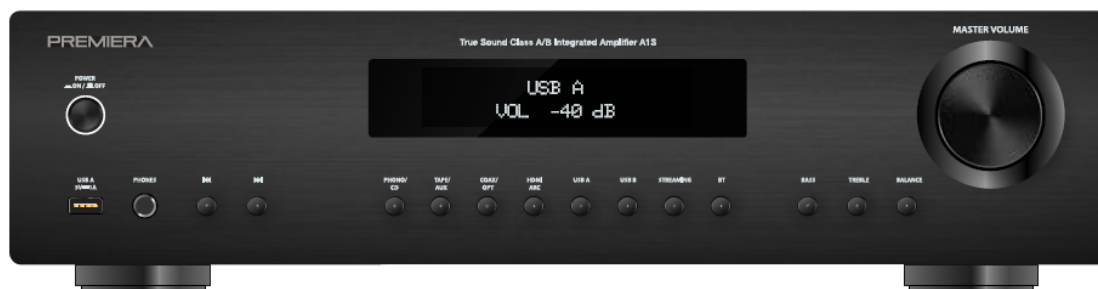 PREMIERA
True Sound Class A/B Integrated Amplifier A1S
MASTER VOLUME
POWER
ON / OFF
USB A
VOL -40 dB
USB A
PHONES
PHONO/
CD
TAPE/
AUX
COAX/
OPT
HDMI
ARC
USB A
USB B
STREAMING
BT
BASS
TREBLE
BALANCE